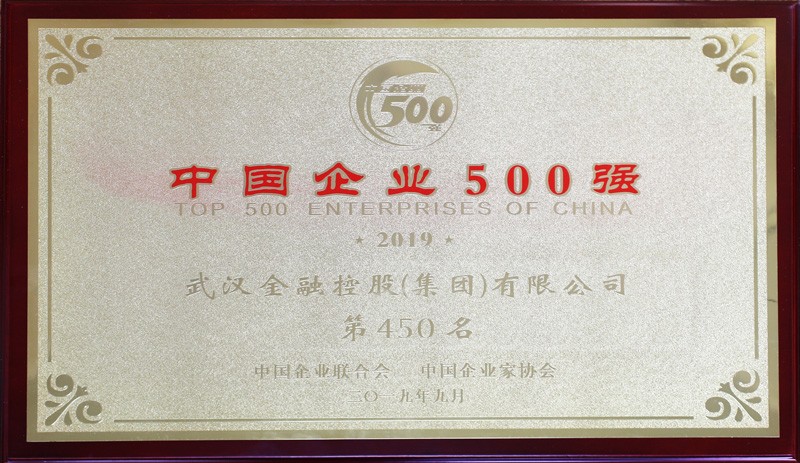 500
中国企业500强
TOP 500 ENTERPRISES OF CHINA
★ 2019 ★
武汉金融控股(集团)有限公司
第450名
中国企业联合会 中国企业家协会
二〇一九年九月